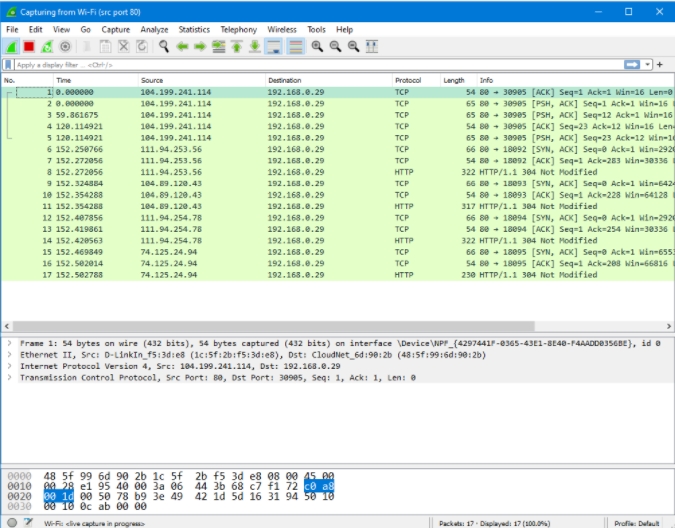 Capturing from Wi-Fi (src port 80)
File Edit View Go Capture Analyze Statistics Telephony Wireless Tools Help
Apply a display filter ... <Ctrl-/>
No. Time Source Destination Protocol Length Info
1 0.000000 104.199.241.114 192.168.0.29 TCP 54 80 → 30905 [ACK] Seq=1 Ack=1 Win=16 Len=0
2 0.000000 104.199.241.114 192.168.0.29 TCP 65 80 → 30905 [PSH, ACK] Seq=1 Ack=1 Win=16
3 59.861675 104.199.241.114 192.168.0.29 TCP 65 80 → 30905 [PSH, ACK] Seq=12 Ack=1 Win=16
4 120.114921 104.199.241.114 192.168.0.29 TCP 54 80 → 30905 [ACK] Seq=23 Ack=12 Win=16 Len=
5 120.114921 104.199.241.114 192.168.0.29 TCP 65 80 → 30905 [PSH, ACK] Seq=23 Ack=12 Win=16
6 152.250766 111.94.253.56 192.168.0.29 TCP 66 80 → 18092 [SYN, ACK] Seq=0 Ack=1 Win=292
7 152.272056 111.94.253.56 192.168.0.29 TCP 54 80 → 18092 [ACK] Seq=1 Ack=283 Win=30336
8 152.272056 111.94.253.56 192.168.0.29 HTTP 322 HTTP/1.1 304 Not Modified
9 152.324884 104.89.120.43 192.168.0.29 TCP 66 80 → 18093 [SYN, ACK] Seq=0 Ack=1 Win=642
10 152.354288 104.89.120.43 192.168.0.29 TCP 54 80 → 18093 [ACK] Seq=1 Ack=228 Win=64128
11 152.354288 104.89.120.43 192.168.0.29 HTTP 317 HTTP/1.1 304 Not Modified
12 152.407856 111.94.254.78 192.168.0.29 TCP 66 80 → 18094 [SYN, ACK] Seq=0 Ack=1 Win=292
13 152.419861 111.94.254.78 192.168.0.29 TCP 54 80 → 18094 [ACK] Seq=1 Ack=254 Win=30336
14 152.420563 111.94.254.78 192.168.0.29 HTTP 322 HTTP/1.1 304 Not Modified
15 152.469849 74.125.24.94 192.168.0.29 TCP 66 80 → 18095 [SYN, ACK] Seq=0 Ack=1 Win=655
16 152.502014 74.125.24.94 192.168.0.29 TCP 54 80 → 18095 [ACK] Seq=1 Ack=208 Win=66816
17 152.502788 74.125.24.94 192.168.0.29 HTTP 230 HTTP/1.1 304 Not Modified
Frame 1: 54 bytes on wire (432 bits), 54 bytes captured (432 bits) on interface \Device\NPF_{4297441F-0365-43E1-8E40-F4AADD0356BE}, id 0
Ethernet II, Src: D-LinkIn_f5:3d:e8 (1c:5f:2b:f5:3d:e8), Dst: CloudNet_6d:90:2b (48:5f:99:6d:90:2b)
Internet Protocol Version 4, Src: 104.199.241.114, Dst: 192.168.0.29
Transmission Control Protocol, Src Port: 80, Dst Port: 30905, Seq: 1, Ack: 1, Len: 0
0000 48 5f 99 6d 90 2b 1c 5f 2b f5 3d e8 08 00 45 00
0010 00 28 e1 95 40 00 3a 06 44 3b 68 c7 f1 72 c0 a8
0020 00 1d 00 50 78 b9 3e 49 42 1d 5d 16 31 94 50 10
0030 00 10 0c ab 00 00
Wi-Fi: <live capture in progress> Packets: 17 · Displayed: 17 (100.0%) Profile: Default